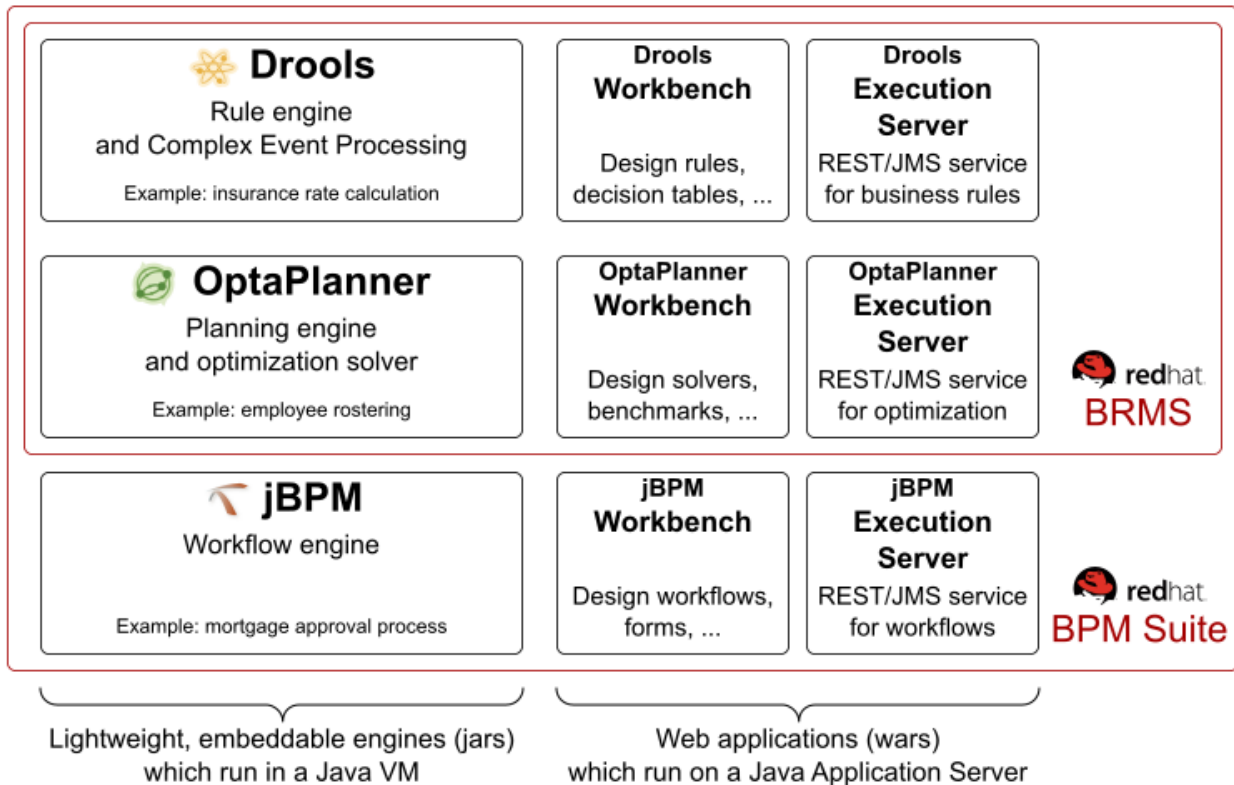 Drools
Rule engine
and Complex Event Processing
Example: insurance rate calculation
Drools
Workbench
Design rules,
decision tables, ...
Drools
Execution
Server
REST/JMS service
for business rules
OptaPlanner
Planning engine
and optimization solver
Example: employee rostering
OptaPlanner
Workbench
Design solvers,
benchmarks, ...
OptaPlanner
Execution
Server
REST/JMS service
for optimization
redhat.
BRMS
jBPM
Workflow engine
Example: mortgage approval process
jBPM
Workbench
Design workflows,
forms, ...
jBPM
Execution
Server
REST/JMS service
for workflows
redhat.
BPM Suite
Lightweight, embeddable engines (jars)
which run in a Java VM
Web applications (wars)
which run on a Java Application Server